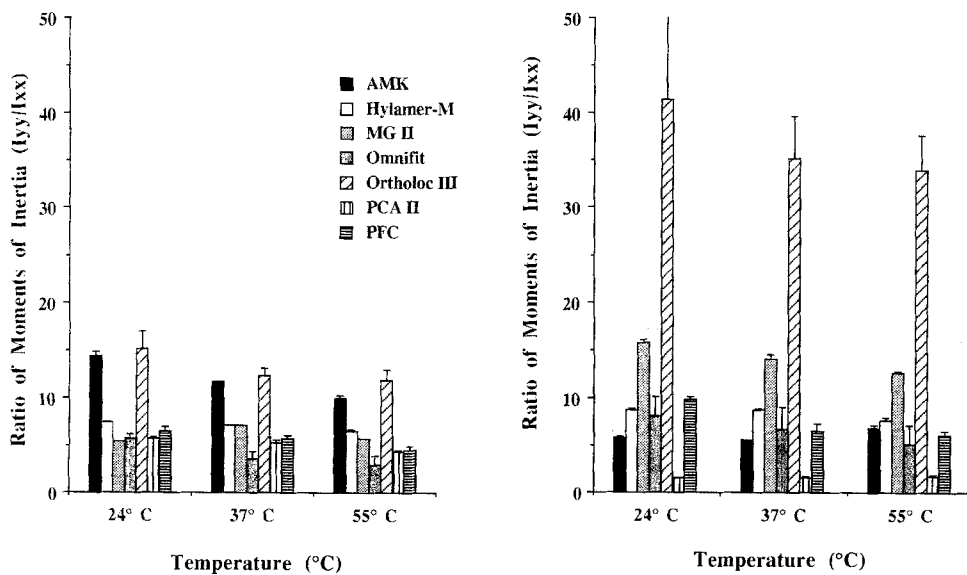 Ratio of Moments of Inertia (Iyy/Ixx)
50
40
30
20
10
0
AMK
Hylamer-M
MG II
Omnifit
Ortholoc III
PCA II
PFC
24° C
37° C
55° C
Temperature (°C)
Ratio of Moments of Inertia (Iyy/Ixx)
50
40
30
20
10
0
24° C
37° C
55° C
Temperature (°C)